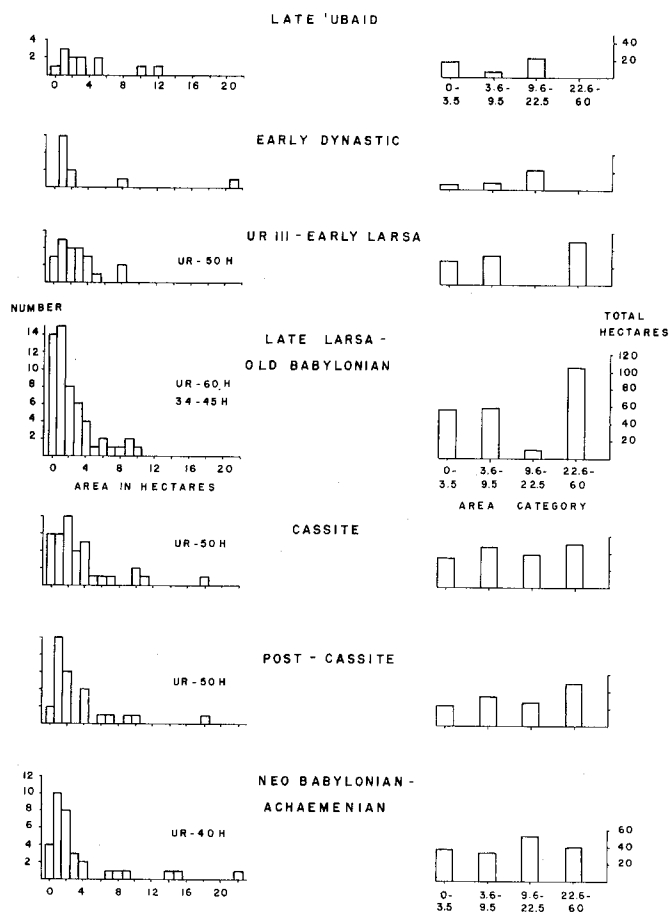 LATE 'UBAID
4
2
0 4 8 12 16 20
40
20
0-3.5 3.6-9.5 9.6-22.5 22.6-60
EARLY DYNASTIC
UR III-EARLY LARSA
UR-50H
NUMBER
LATE LARSA-
OLD BABYLONIAN
TOTAL
HECTARES
14
12
10
8
6
4
2
UR-60H
34-45H
0 4 8 12 16 20
AREA IN HECTARES
120
100
80
60
40
20
0-3.5 3.6-9.5 9.6-22.5 22.6-60
AREA CATEGORY
CASSITE
UR-50H
POST-CASSITE
UR-50H
NEO BABYLONIAN-
ACHAEMENIAN
12
10
8
6
4
2
UR-40H
0 4 8 12 16 20
60
40
20
0-3.5 3.6-9.5 9.6-22.5 22.6-60